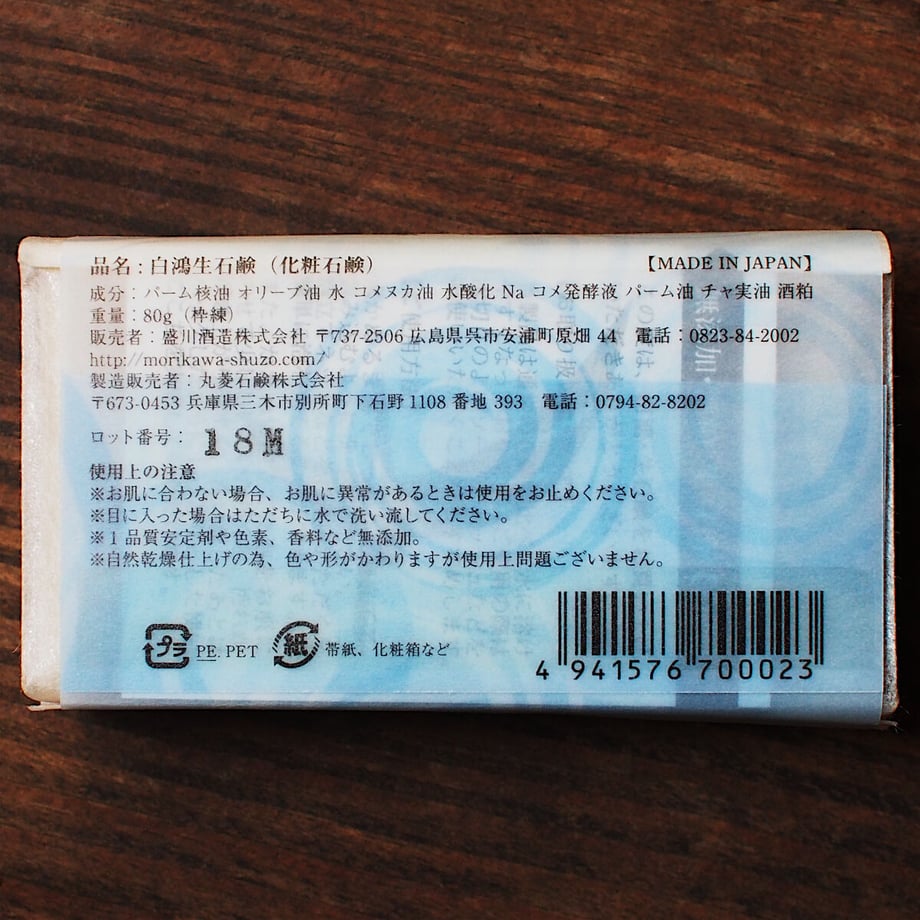 品名：白鴻生石鹸（化粧石鹸） 【MADE IN JAPAN】
成分：パーム核油 オリーブ油 水 コメヌカ油 水酸化 Na コメ発酵液 パーム油 チャ実油 酒粕
重量：80g（枠練）
販売者：盛川酒造株式会社 〒737-2506 広島県呉市安浦町原畑 44 電話：0823-84-2002
http://morikawa-shuzo.com/
製造販売者：丸菱石鹸株式会社
〒673-0453 兵庫県三木市別所町下石野 1108 番地 393 電話：0794-82-8202
ロット番号： 18M
使用上の注意
※お肌に合わない場合、お肌に異常があるときは使用をお止めください。
※目に入った場合はただちに水で洗い流してください。
※１品質安定剤や色素、香料など無添加。
※自然乾燥仕上げの為、色や形がかわりますが使用上問題ございません。
プラ PE. PET 紙 帯紙、化粧箱など
4 941576 700023